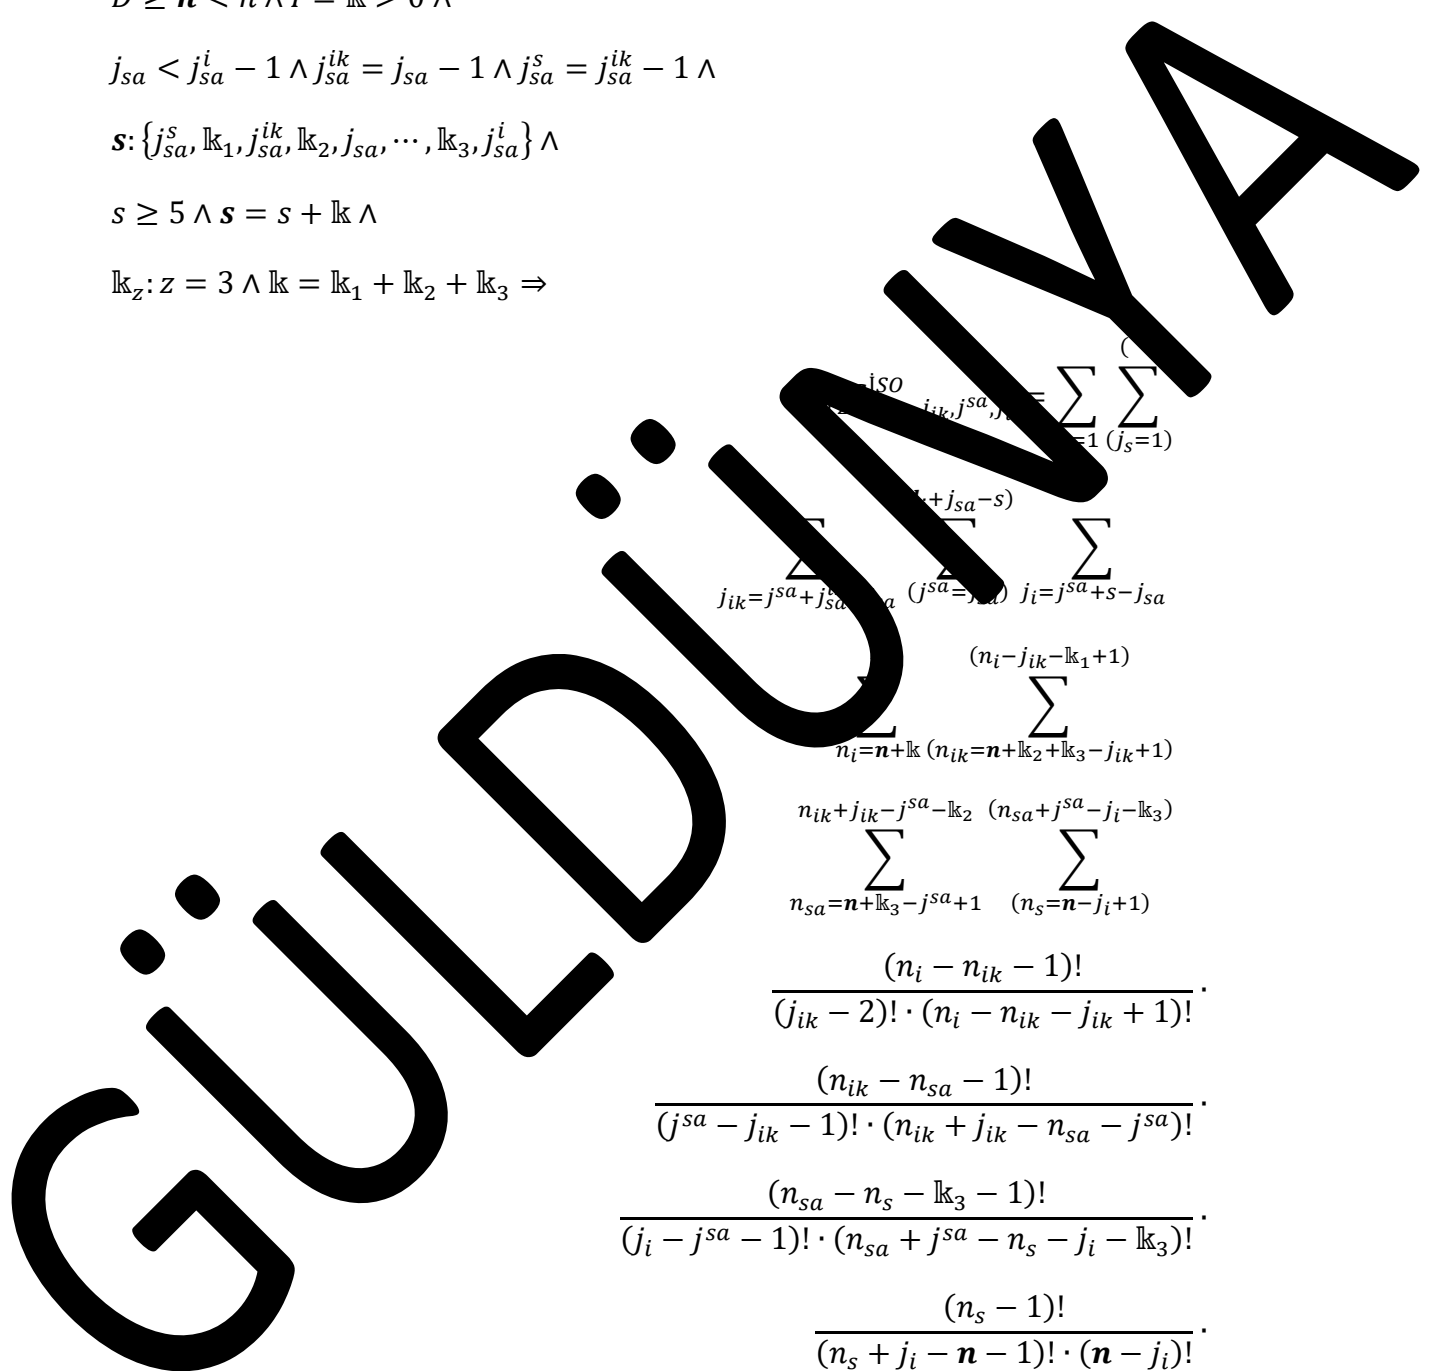 j_{sa} < j_{sa}^{i} − 1 ∧ j_{sa}^{ik} = j_{sa} − 1 ∧ j_{sa}^{s} = j_{sa}^{ik} − 1 ∧
𝒔: {j_{sa}^{s}, 𝕜_1, j_{sa}^{ik}, 𝕜_2, j_{sa}, ⋯, 𝕜_3, j_{sa}^{i}} ∧
s ≥ 5 ∧ 𝒔 = s + 𝕜 ∧
𝕜_z: z = 3 ∧ 𝕜 = 𝕜_1 + 𝕜_2 + 𝕜_3 ⇒
GÜLDÜNYA
= ∑ ∑
=1 (j_s=1)
+j_{sa}−s)
∑ ∑ ∑
j_{ik}=j^{sa}+j_{sa} (j^{sa}= ) j_i=j^{sa}+s−j_{sa}
(n_i−j_{ik}−𝕜_1+1)
∑ ∑
n_i=𝒏+𝕜 (n_{ik}=𝒏+𝕜_2+𝕜_3−j_{ik}+1)
n_{ik}+j_{ik}−j^{sa}−𝕜_2 (n_{sa}+j^{sa}−j_i−𝕜_3)
∑ ∑
n_{sa}=𝒏+𝕜_3−j^{sa}+1 (n_s=𝒏−j_i+1)
(n_i − n_{ik} − 1)!
(j_{ik} − 2)! · (n_i − n_{ik} − j_{ik} + 1)! ·
(n_{ik} − n_{sa} − 1)!
(j^{sa} − j_{ik} − 1)! · (n_{ik} + j_{ik} − n_{sa} − j^{sa})! ·
(n_{sa} − n_s − 𝕜_3 − 1)!
(j_i − j^{sa} − 1)! · (n_{sa} + j^{sa} − n_s − j_i − 𝕜_3)! ·
(n_s − 1)!
(n_s + j_i − 𝒏 − 1)! · (𝒏 − j_i)! ·